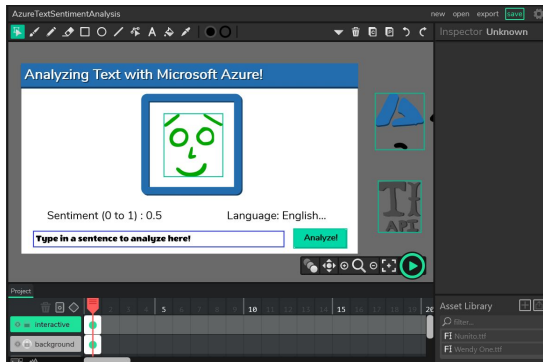 AzureTextSentimentAnalysis
new open export save
Inspector Unknown
Analyzing Text with Microsoft Azure!
Sentiment (0 to 1) : 0.5
Language: English...
Type in a sentence to analyze here!
Analyze!
TI
API
Project
5 10 15 20
interactive
background
Asset Library
filter...
Nunito.ttf
Wendy One.ttf